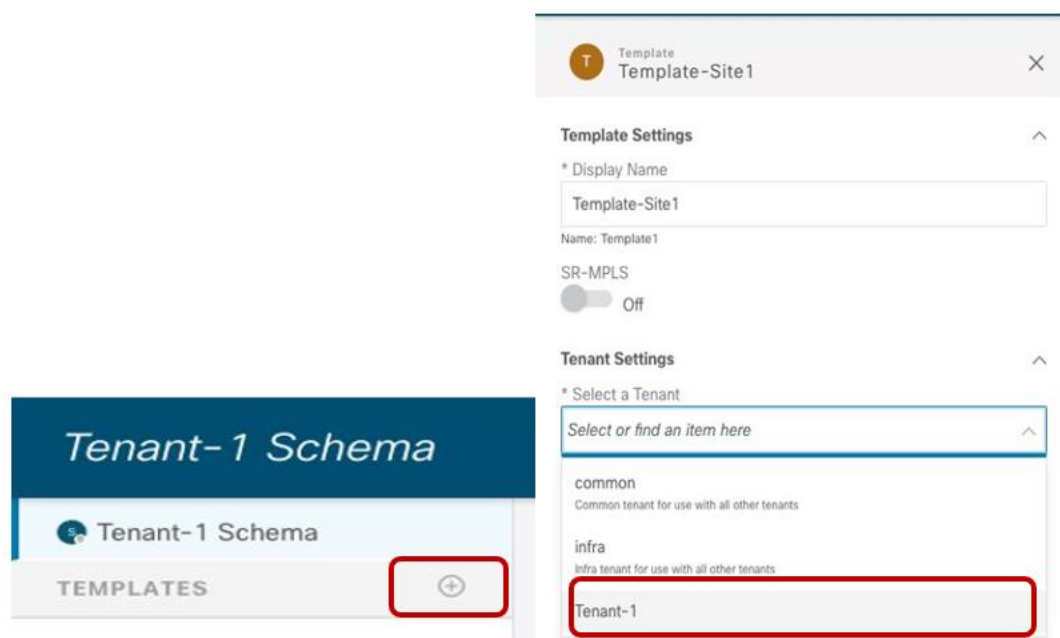 Tenant-1 Schema
S Tenant-1 Schema
TEMPLATES
T
Template
Template-Site1
Template Settings
* Display Name
Template-Site1
Name: Template1
SR-MPLS
Off
Tenant Settings
* Select a Tenant
Select or find an item here
common
Common tenant for use with all other tenants
infra
Infra tenant for use with all other tenants
Tenant-1